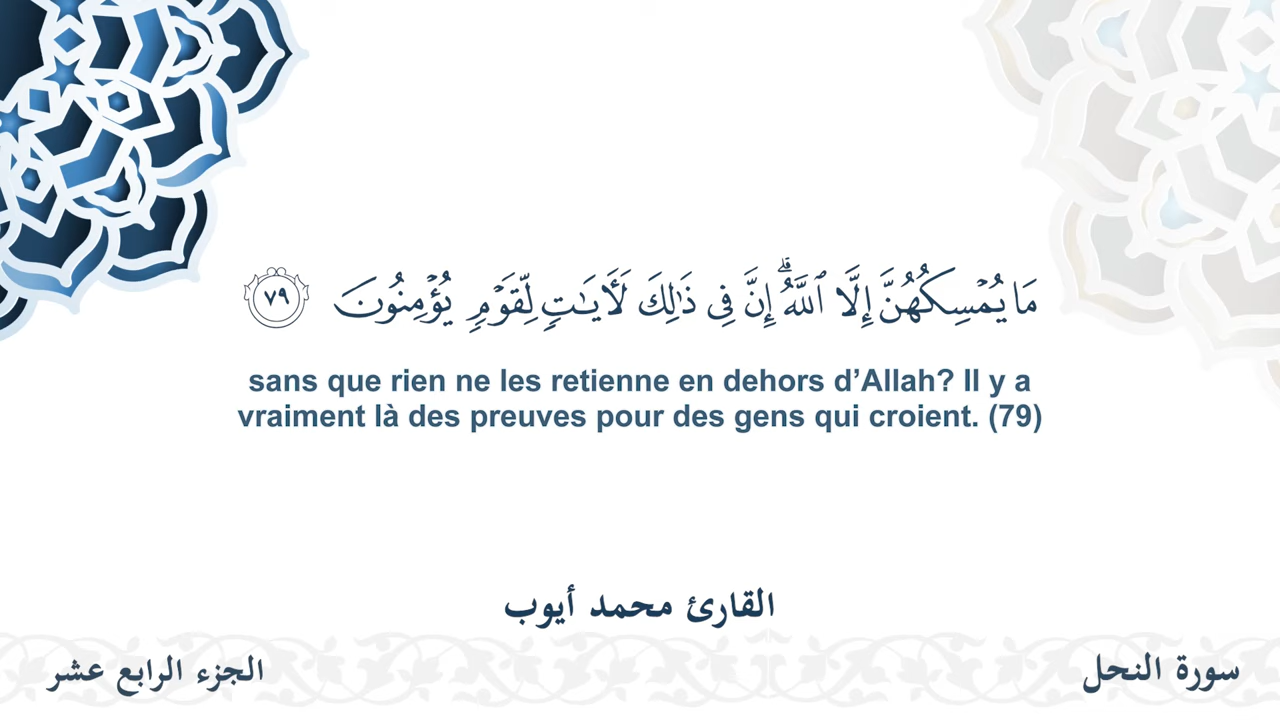 مَا يُمۡسِكُهُنَّ إِلَّا ٱللَّهُۗ إِنَّ فِي ذَٰلِكَ لَأٓيَٰتٖ لِّقَوۡمٖ يُؤۡمِنُونَ ٧٩
sans que rien ne les retienne en dehors d’Allah? Il y a
vraiment là des preuves pour des gens qui croient. (79)
القارئ محمد أيوب
سورة النحل
الجزء الرابع عشر